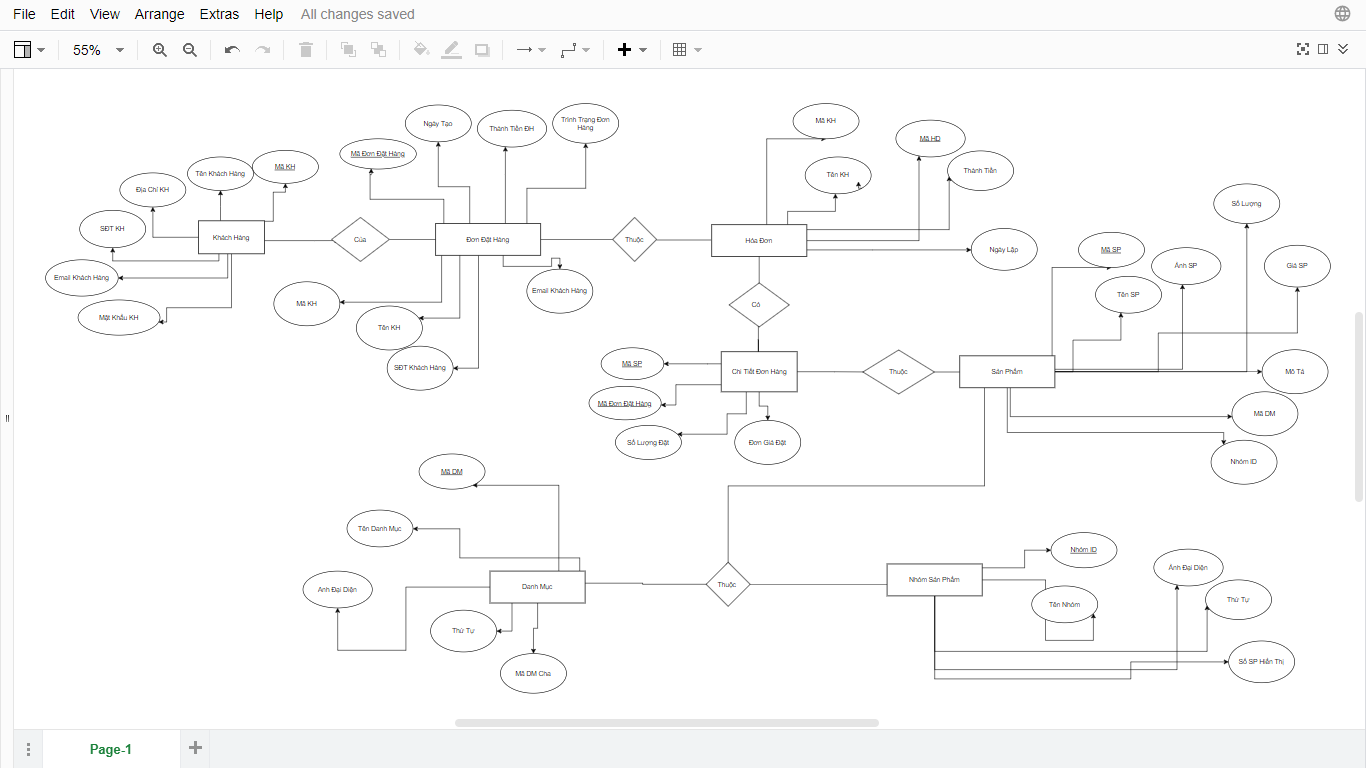 File Edit View Arrange Extras Help All changes saved
55%
Mã KH
Ngày Tạo
Thành Tiền ĐH
Trình Trạng Đơn
Hàng
Mã HD
Mã Đơn Đặt Hàng
Mã KH
Tên Khách Hàng
Tên KH
Thành Tiền
Địa Chỉ KH
Số Lượng
SĐT KH
Khách Hàng
Của
Đơn Đặt Hàng
Thuộc
Hóa Đơn
Ngày Lập
Mã SP
Ảnh SP
Giá SP
Email Khách Hàng
Email Khách Hàng
Tên SP
Mã KH
Có
Mật Khẩu KH
Tên KH
SĐT Khách Hàng
Mã SP
Chi Tiết Đơn Hàng
Thuộc
Sản Phẩm
Mô Tả
Mã Đơn Đặt Hàng
Mã DM
Số Lượng Đặt
Đơn Giá Đặt
Nhóm ID
Mã DM
Tên Danh Mục
Nhóm ID
Ảnh Đại Diện
Ảnh Đại Diện
Danh Mục
Thuộc
Nhóm Sản Phẩm
Thứ Tự
Tên Nhóm
Thứ Tự
Số SP Hiển Thị
Mã DM Cha
Page-1